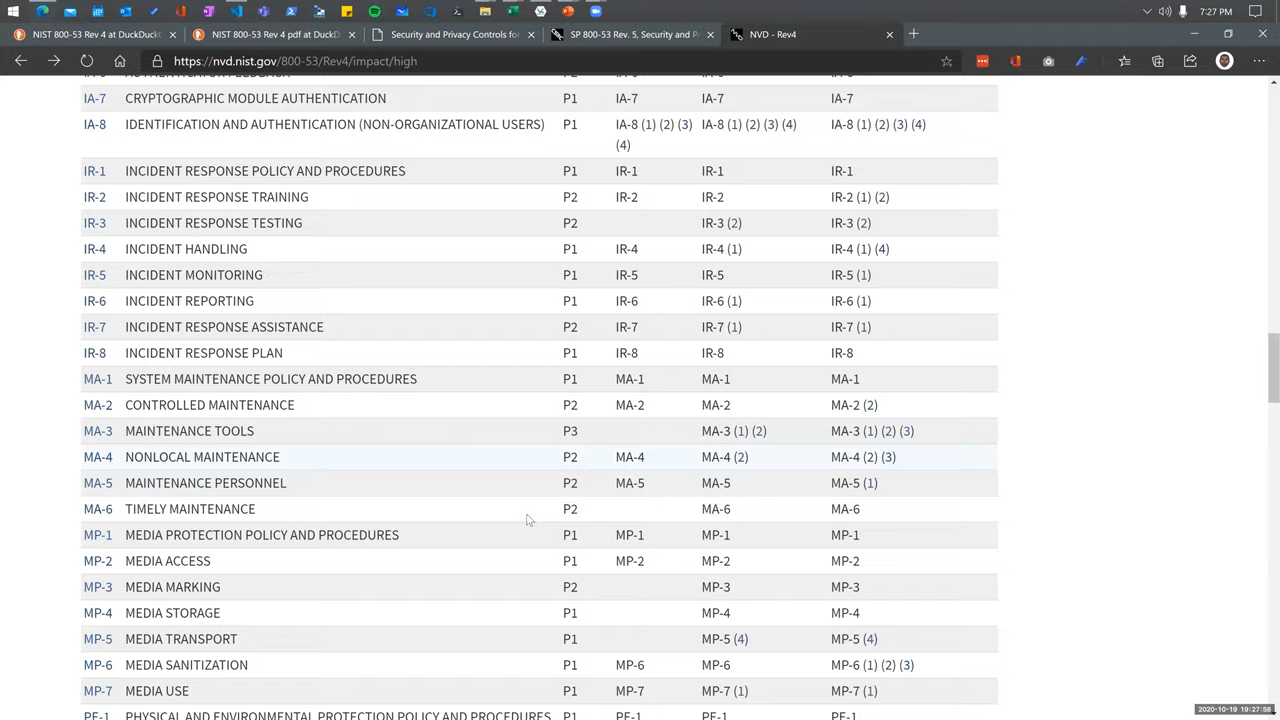 7:27 PM
NIST 800-53 Rev 4 at DuckDuck
NIST 800-53 Rev 4 pdf at DuckD
Security and Privacy Controls for
SP 800-53 Rev. 5, Security and P
NVD - Rev4
https://nvd.nist.gov/800-53/Rev4/impact/high
IA-7 CRYPTOGRAPHIC MODULE AUTHENTICATION P1 IA-7 IA-7 IA-7
IA-8 IDENTIFICATION AND AUTHENTICATION (NON-ORGANIZATIONAL USERS) P1 IA-8 (1) (2) (3) IA-8 (1) (2) (3) (4) IA-8 (1) (2) (3) (4)
(4)
IR-1 INCIDENT RESPONSE POLICY AND PROCEDURES P1 IR-1 IR-1 IR-1
IR-2 INCIDENT RESPONSE TRAINING P2 IR-2 IR-2 IR-2 (1) (2)
IR-3 INCIDENT RESPONSE TESTING P2 IR-3 (2) IR-3 (2)
IR-4 INCIDENT HANDLING P1 IR-4 IR-4 (1) IR-4 (1) (4)
IR-5 INCIDENT MONITORING P1 IR-5 IR-5 IR-5 (1)
IR-6 INCIDENT REPORTING P1 IR-6 IR-6 (1) IR-6 (1)
IR-7 INCIDENT RESPONSE ASSISTANCE P2 IR-7 IR-7 (1) IR-7 (1)
IR-8 INCIDENT RESPONSE PLAN P1 IR-8 IR-8 IR-8
MA-1 SYSTEM MAINTENANCE POLICY AND PROCEDURES P1 MA-1 MA-1 MA-1
MA-2 CONTROLLED MAINTENANCE P2 MA-2 MA-2 MA-2 (2)
MA-3 MAINTENANCE TOOLS P3 MA-3 (1) (2) MA-3 (1) (2) (3)
MA-4 NONLOCAL MAINTENANCE P2 MA-4 MA-4 (2) MA-4 (2) (3)
MA-5 MAINTENANCE PERSONNEL P2 MA-5 MA-5 MA-5 (1)
MA-6 TIMELY MAINTENANCE P2 MA-6 MA-6
MP-1 MEDIA PROTECTION POLICY AND PROCEDURES P1 MP-1 MP-1 MP-1
MP-2 MEDIA ACCESS P1 MP-2 MP-2 MP-2
MP-3 MEDIA MARKING P2 MP-3 MP-3
MP-4 MEDIA STORAGE P1 MP-4 MP-4
MP-5 MEDIA TRANSPORT P1 MP-5 (4) MP-5 (4)
MP-6 MEDIA SANITIZATION P1 MP-6 MP-6 MP-6 (1) (2) (3)
MP-7 MEDIA USE P1 MP-7 MP-7 (1) MP-7 (1)
PE-1 PHYSICAL AND ENVIRONMENTAL PROTECTION POLICY AND PROCEDURES P1 PE-1 PE-1 PE-1
2020-10-19 19:27:58